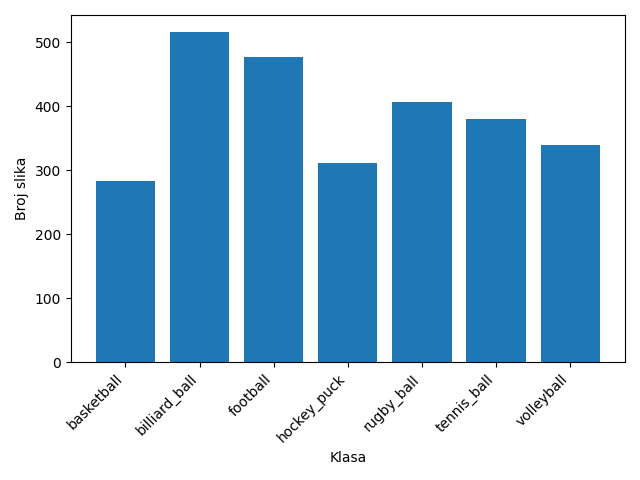 500
400
300
200
100
0
Broj slika
basketball
billiard_ball
football
hockey_puck
rugby_ball
tennis_ball
volleyball
Klasa